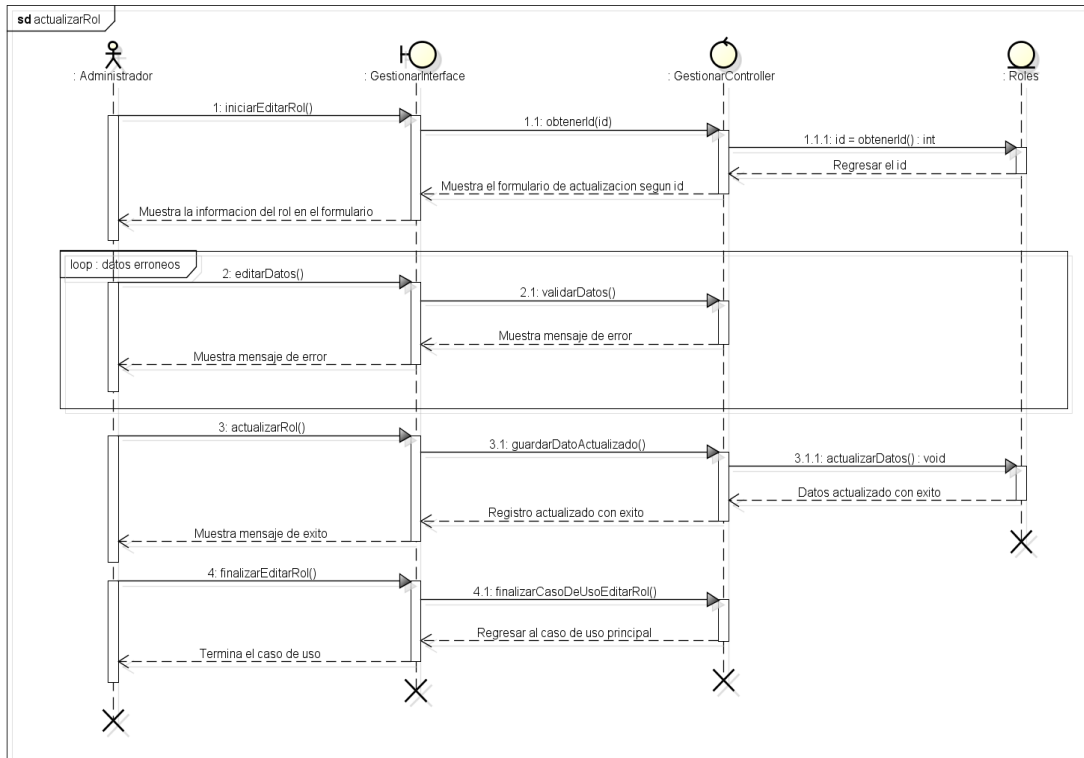 sd actualizarRol
: Administrador
: GestionarInterface
: GestionarController
: Roles
1: iniciarEditarRol()
1.1: obtenerId(id)
1.1.1: id = obtenerId() : int
Regresar el id
Muestra el formulario de actualizacion segun id
Muestra la informacion del rol en el formulario
loop : datos erroneos
2: editarDatos()
2.1: validarDatos()
Muestra mensaje de error
Muestra mensaje de error
3: actualizarRol()
3.1: guardarDatoActualizado()
3.1.1: actualizarDatos() : void
Datos actualizado con exito
Registro actualizado con exito
Muestra mensaje de exito
4: finalizarEditarRol()
4.1: finalizarCasoDeUsoEditarRol()
Regresar al caso de uso principal
Termina el caso de uso